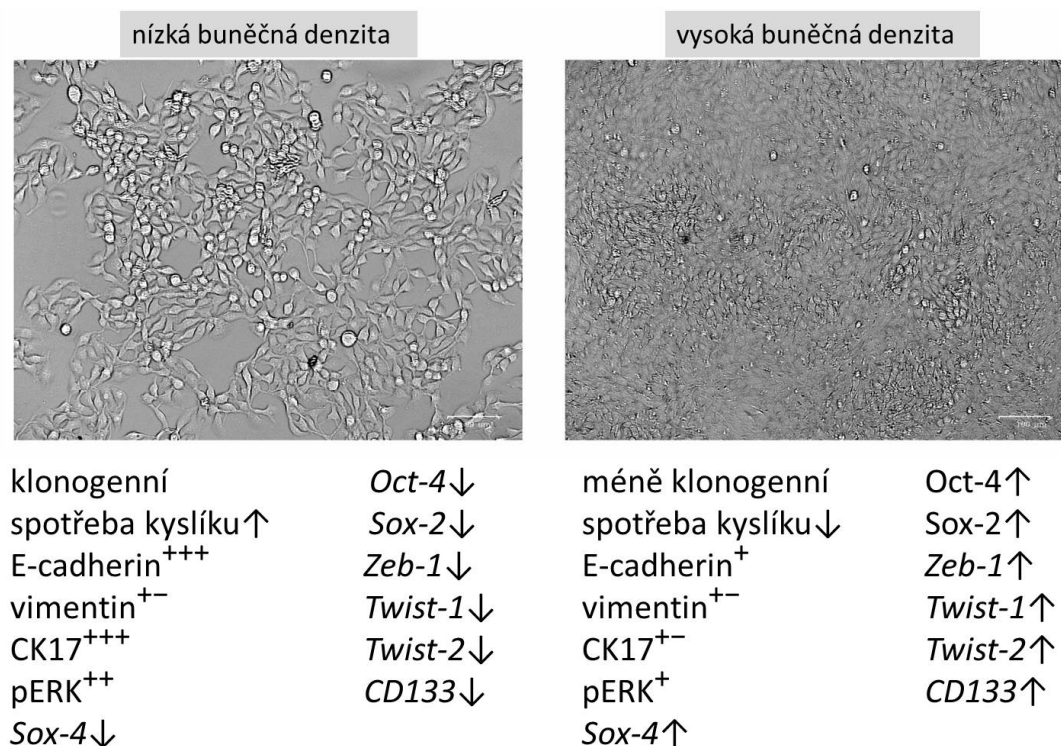 nízká buněčná denzita
vysoká buněčná denzita
100 µm
klonogenní
spotřeba kyslíku↑
E-cadherin+++
vimentin+−
CK17+++
pERK++
Sox-4↓
Oct-4↓
Sox-2↓
Zeb-1↓
Twist-1↓
Twist-2↓
CD133↓
méně klonogenní
spotřeba kyslíku↓
E-cadherin+
vimentin+−
CK17+−
pERK+
Sox-4↑
Oct-4↑
Sox-2↑
Zeb-1↑
Twist-1↑
Twist-2↑
CD133↑